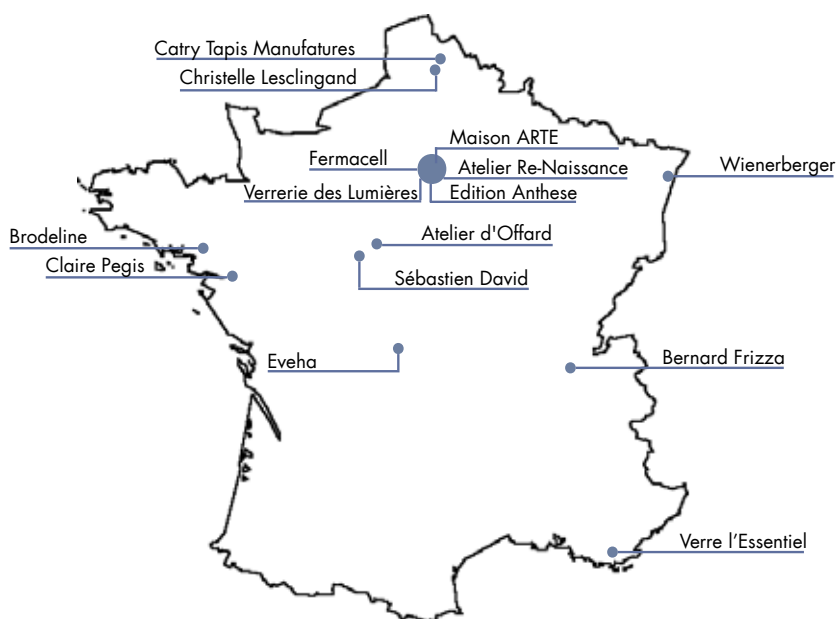 Catry Tapis Manufatures
Christelle Lesclingand
Maison ARTE
Fermacell
Atelier Re-Naissance
Wienerberger
Verrerie des Lumières
Edition Anthese
Brodeline
Atelier d'Offard
Claire Pegis
Sébastien David
Eveha
Bernard Frizza
Verre l’Essentiel